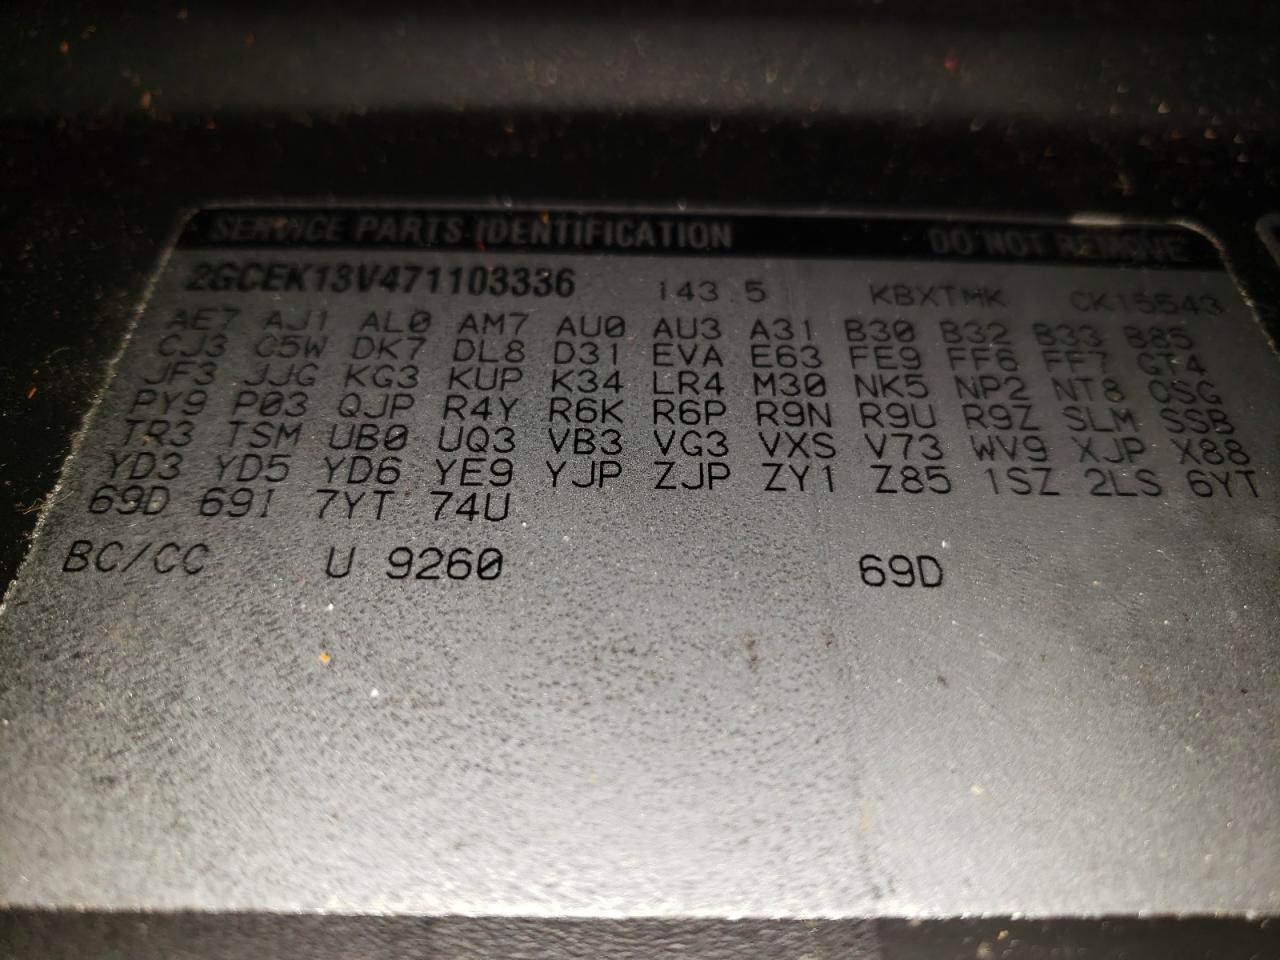 SERVICE PARTS IDENTIFICATION DO NOT REMOVE
2GCEK13V471103336 143.5 KBXTMK CK15543
AE7 AJ1 AL0 AM7 AU0 AU3 A31 B30 B32 B33 B85
CJ3 C5W DK7 DL8 D31 EVA E63 FE9 FF6 FF7 GT4
JF3 JJG KG3 KUP K34 LR4 M30 NK5 NP2 NT8 OSG
PY9 P03 QJP R4Y R6K R6P R9N R9U R9Z SLM SSB
TR3 TSM UB0 UQ3 VB3 VG3 VXS V73 WV9 XJP X88
YD3 YD5 YD6 YE9 YJP ZJP ZY1 Z85 1SZ 2LS 6YT
69D 69I 7YT 74U
BC/CC U 9260 69D